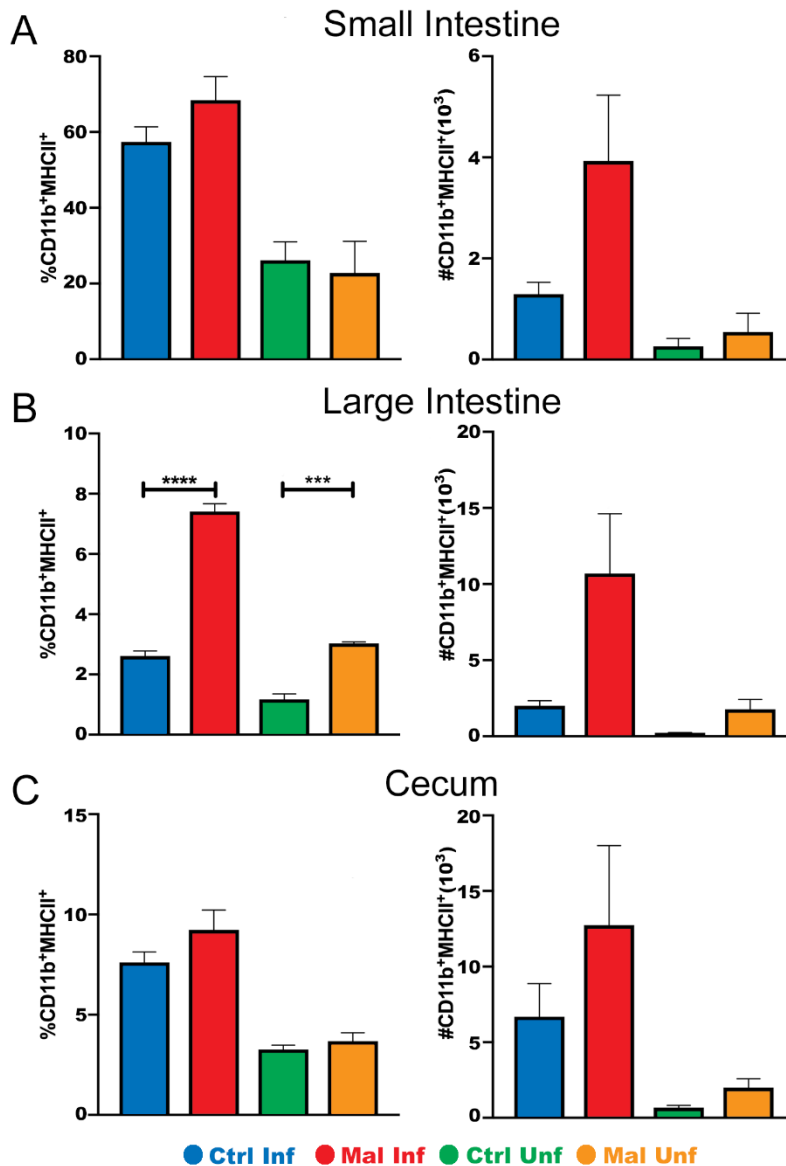 A
Small Intestine
%CD11b⁺MHCII⁺
80
60
40
20
0
#CD11b⁺MHCII⁺(10³)
6
4
2
0
B
Large Intestine
%CD11b⁺MHCII⁺
10
8
6
4
2
0
****
***
#CD11b⁺MHCII⁺(10³)
20
15
10
5
0
C
Cecum
%CD11b⁺MHCII⁺
15
10
5
0
#CD11b⁺MHCII⁺(10³)
20
15
10
5
0
Ctrl Inf Mal Inf Ctrl Unf Mal Unf